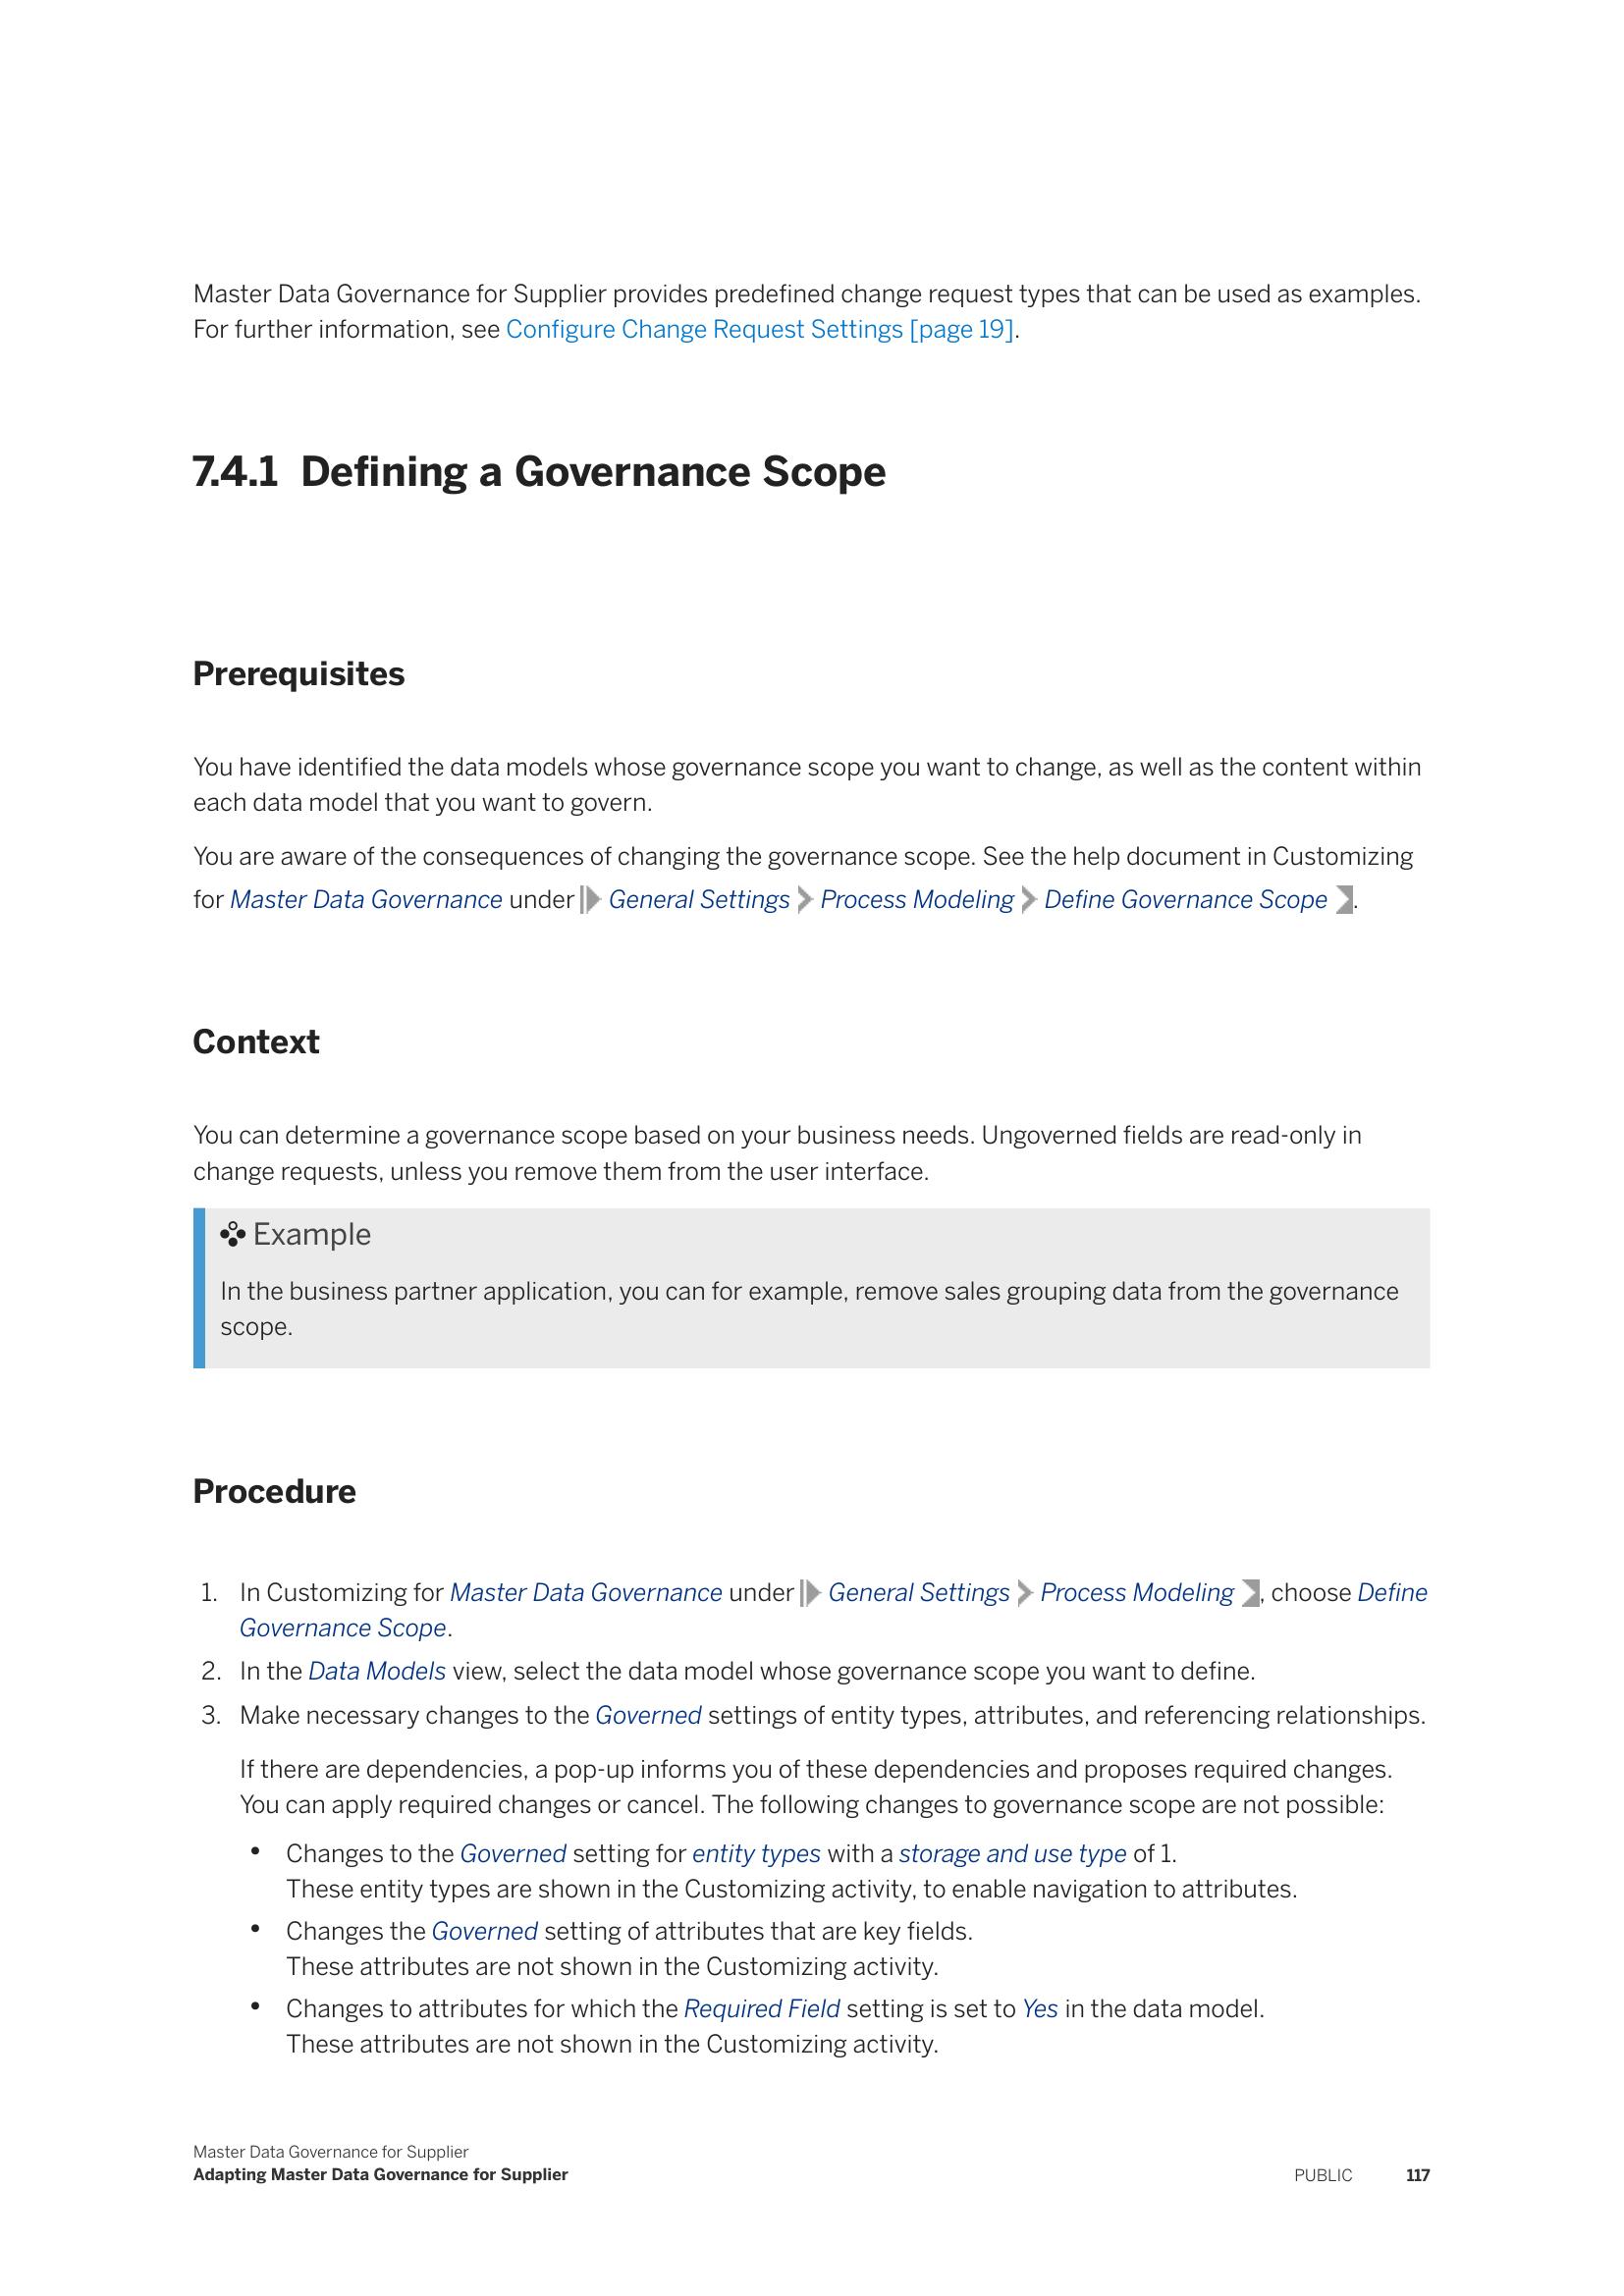 Master Data Governance for Supplier provides predefined change request types that can be used as examples.
For further information, see Configure Change Request Settings [page 19].
7.4.1 Defining a Governance Scope
Prerequisites
You have identified the data models whose governance scope you want to change, as well as the content within
each data model that you want to govern.
You are aware of the consequences of changing the governance scope. See the help document in Customizing
for Master Data Governance under General Settings Process Modeling Define Governance Scope .
Context
You can determine a governance scope based on your business needs. Ungoverned fields are read-only in
change requests, unless you remove them from the user interface.
Example
In the business partner application, you can for example, remove sales grouping data from the governance
scope.
Procedure
1. In Customizing for Master Data Governance under General Settings Process Modeling , choose Define
Governance Scope.
2. In the Data Models view, select the data model whose governance scope you want to define.
3. Make necessary changes to the Governed settings of entity types, attributes, and referencing relationships.
If there are dependencies, a pop-up informs you of these dependencies and proposes required changes.
You can apply required changes or cancel. The following changes to governance scope are not possible:
• Changes to the Governed setting for entity types with a storage and use type of 1.
These entity types are shown in the Customizing activity, to enable navigation to attributes.
• Changes the Governed setting of attributes that are key fields.
These attributes are not shown in the Customizing activity.
• Changes to attributes for which the Required Field setting is set to Yes in the data model.
These attributes are not shown in the Customizing activity.
Master Data Governance for Supplier
Adapting Master Data Governance for Supplier PUBLIC 117